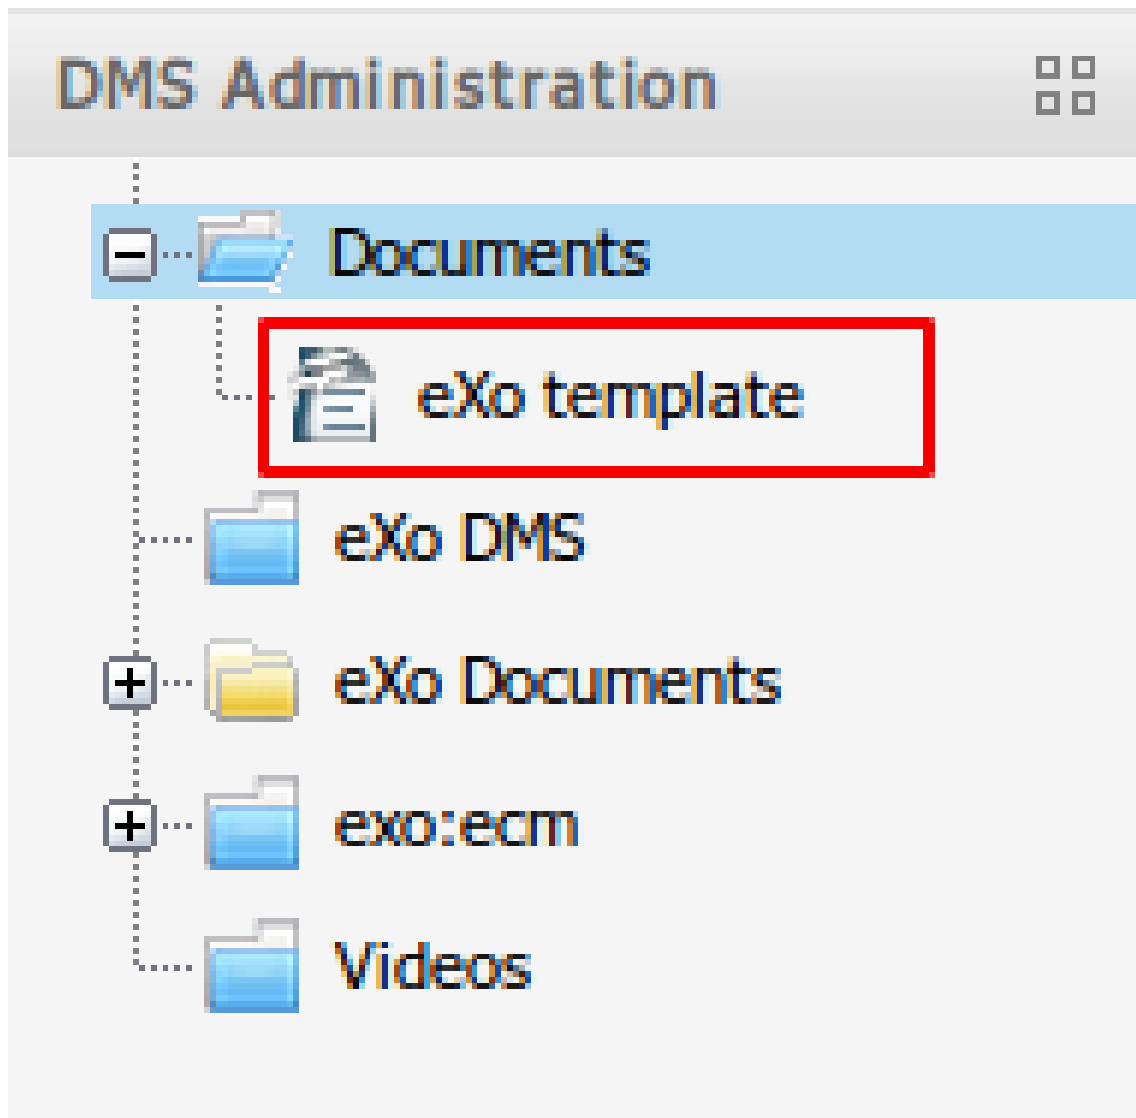 DMS Administration
Documents
eXo template
eXo DMS
eXo Documents
exo:ecm
Videos